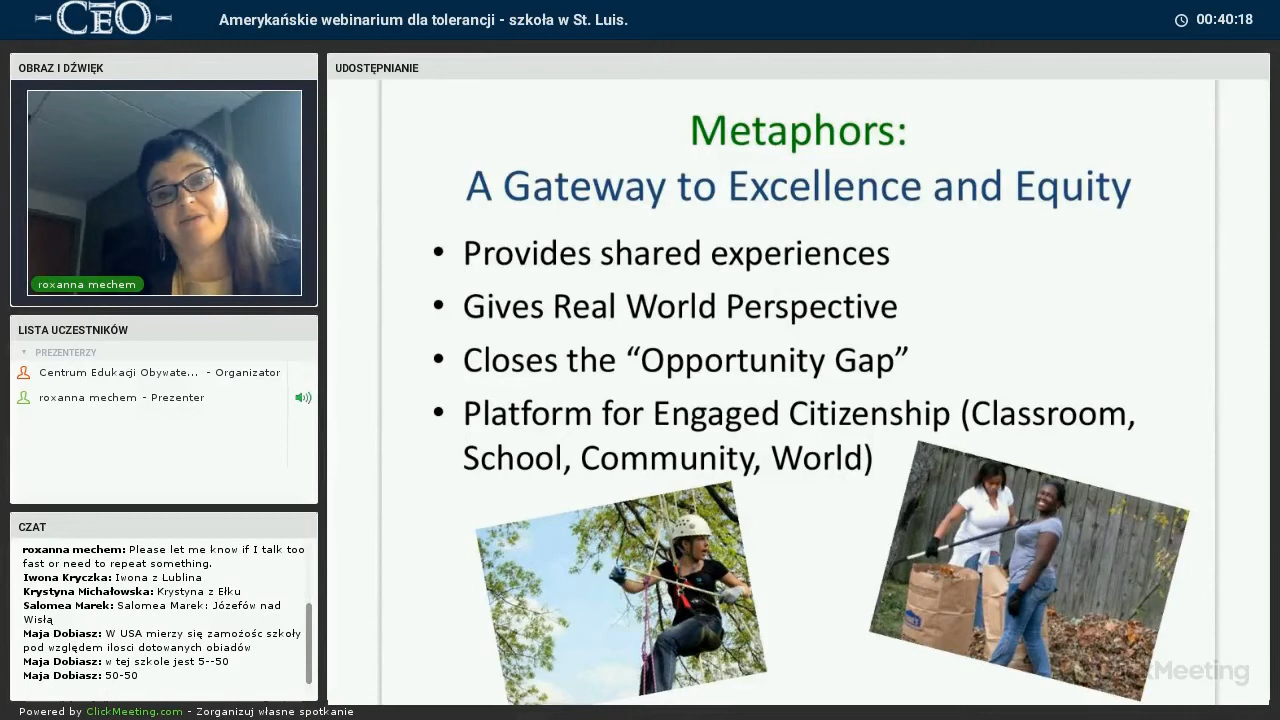 CEO
Amerykańskie webinarium dla tolerancji - szkoła w St. Luis.
00:40:18
OBRAZ I DŹWIĘK
roxanna mechem
LISTA UCZESTNIKÓW
PREZENTERZY
Centrum Edukacji Obywate... - Organizator
roxanna mechem - Prezenter
CZAT
roxanna mechem: Please let me know if I talk too
fast or need to repeat something.
Iwona Kryczka: Iwona z Lublina
Krystyna Michałowska: Krystyna z Ełku
Salomea Marek: Salomea Marek: Józefów nad
Wisłą
Maja Dobiasz: W USA mierzy się zamożośc szkoły
pod względem ilosci dotowanych obiadów
Maja Dobiasz: w tej szkole jest 5--50
Maja Dobiasz: 50-50
UDOSTĘPNIANIE
Metaphors:
A Gateway to Excellence and Equity
• Provides shared experiences
• Gives Real World Perspective
• Closes the “Opportunity Gap”
• Platform for Engaged Citizenship (Classroom,
School, Community, World)
ClickMeeting
Powered by ClickMeeting.com - Zorganizuj własne spotkanie